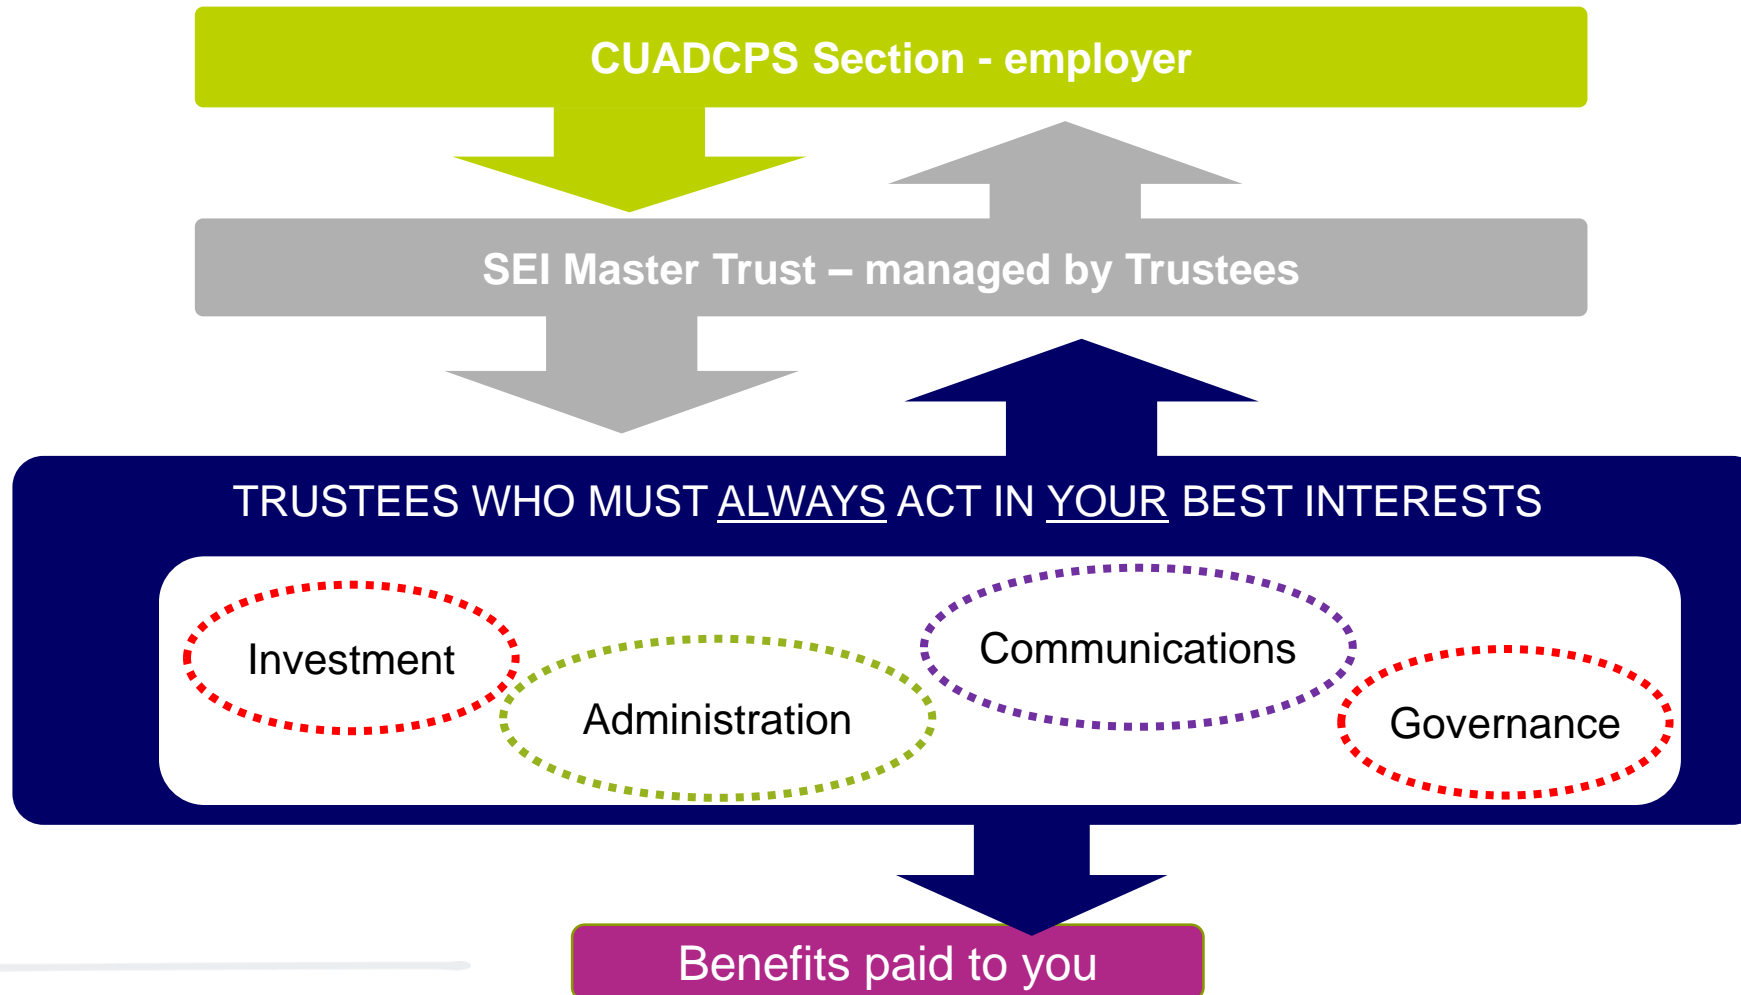 CUADCPS Section - employer
SEI Master Trust – managed by Trustees
TRUSTEES WHO MUST ALWAYS ACT IN YOUR BEST INTERESTS
Investment
Administration
Communications
Governance
Benefits paid to you